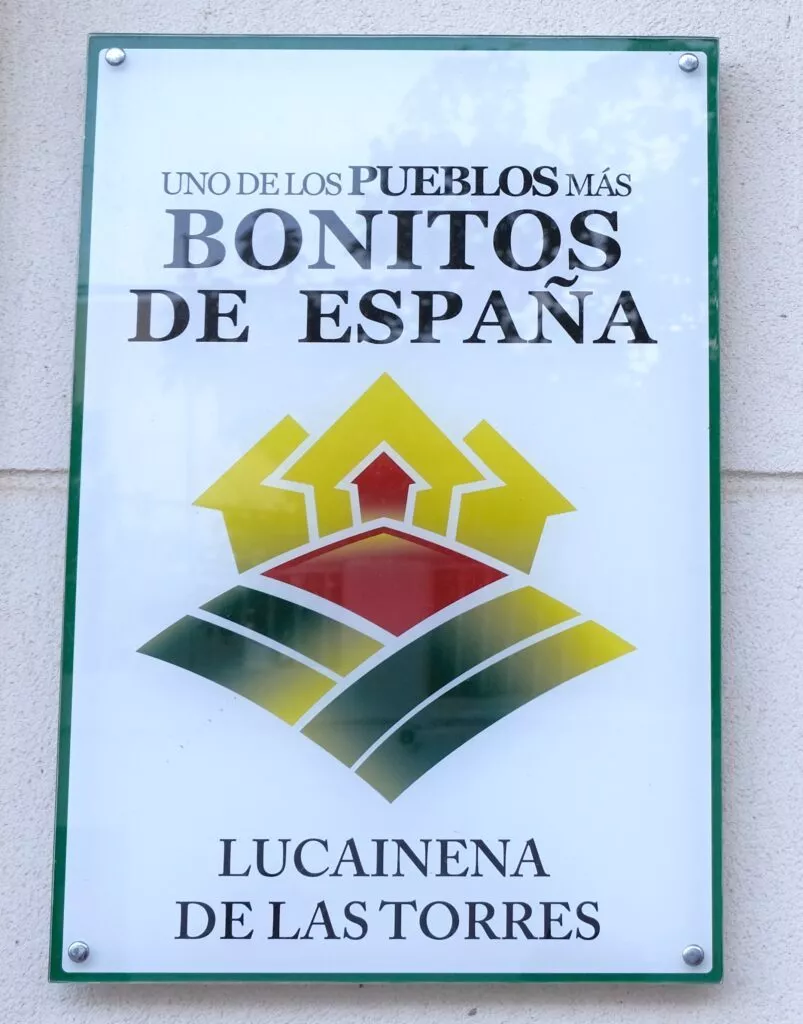 UNO DE LOS PUEBLOS MÁS
BONITOS
DE ESPAÑA
LUCAINENA
DE LAS TORRES